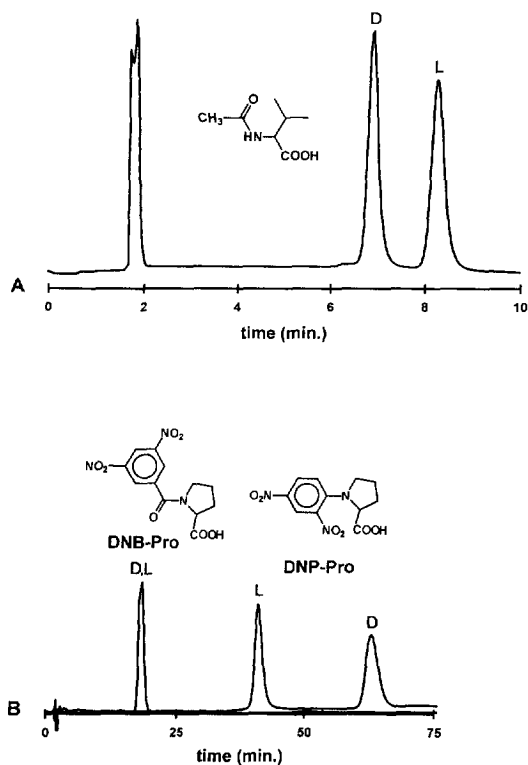 D
L
CH₃
O
HN
COOH
A
0 2 4 6 8 10
time (min.)
NO₂
NO₂
N
O
COOH
DNB-Pro
O₂N
N
NO₂
COOH
DNP-Pro
D,L
L
D
B
0 25 50 75
time (min.)